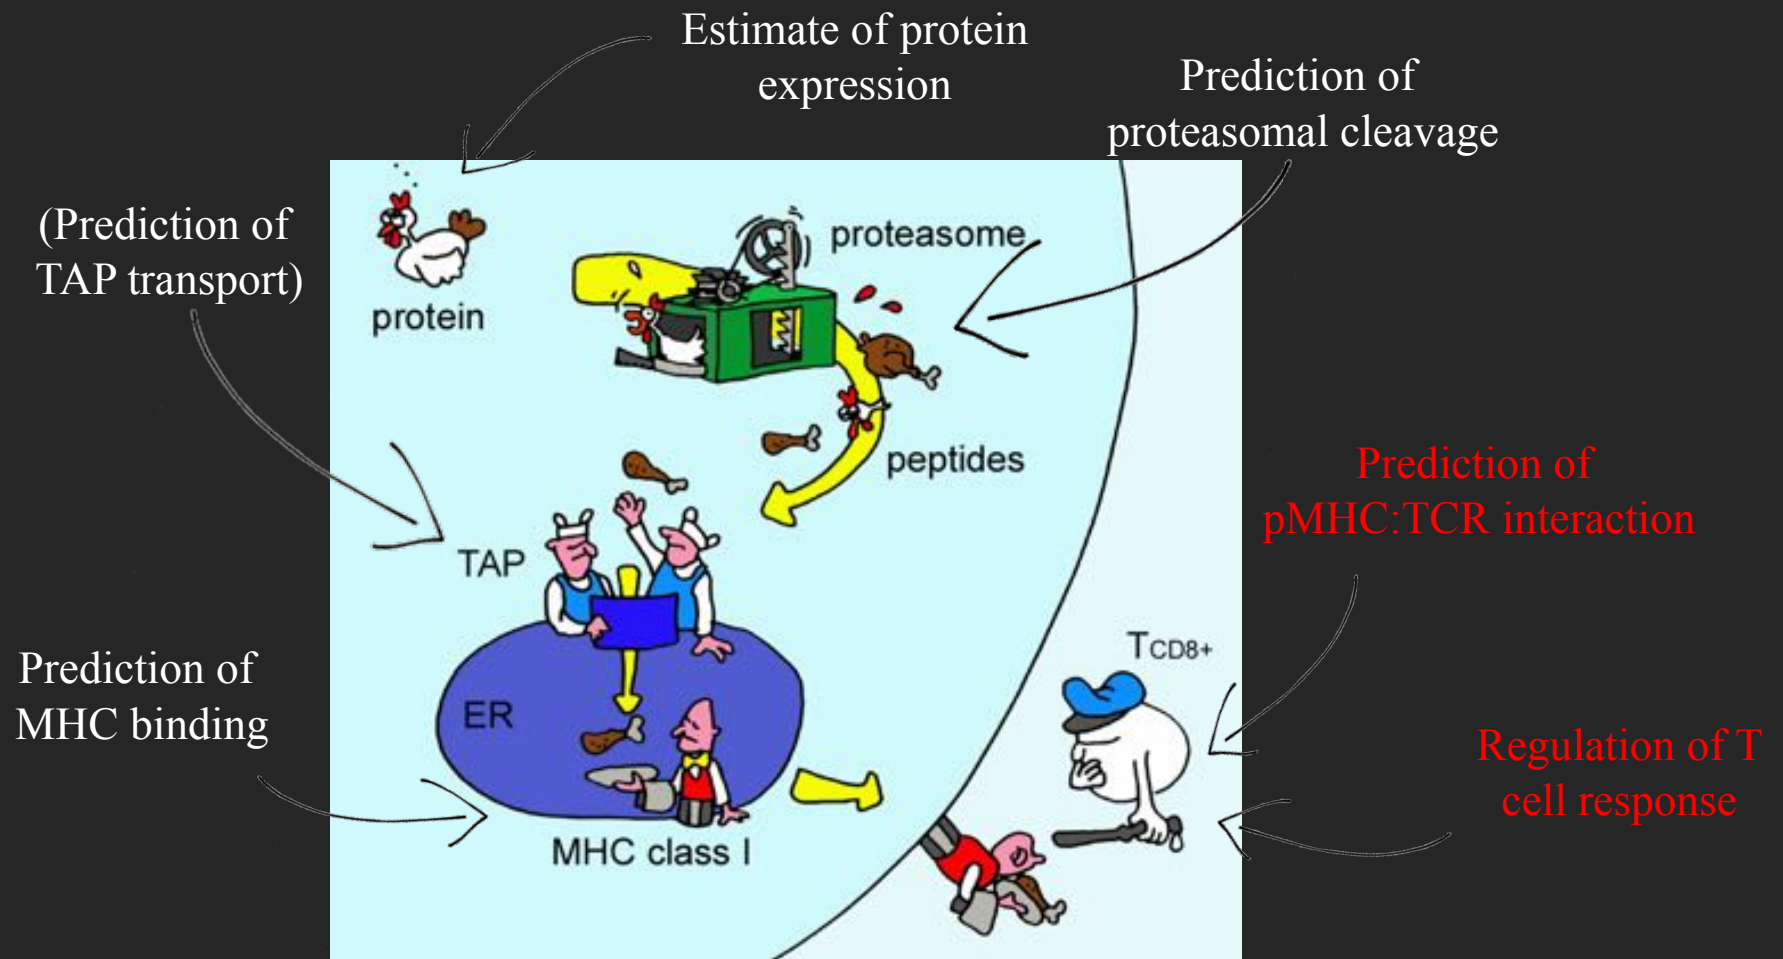 Estimate of protein
expression
Prediction of
proteasomal cleavage
(Prediction of
TAP transport)
protein
proteasome
peptides
TAP
Prediction of
pMHC:TCR interaction
Prediction of
MHC binding
ER
MHC class I
TCD8+
Regulation of T
cell response